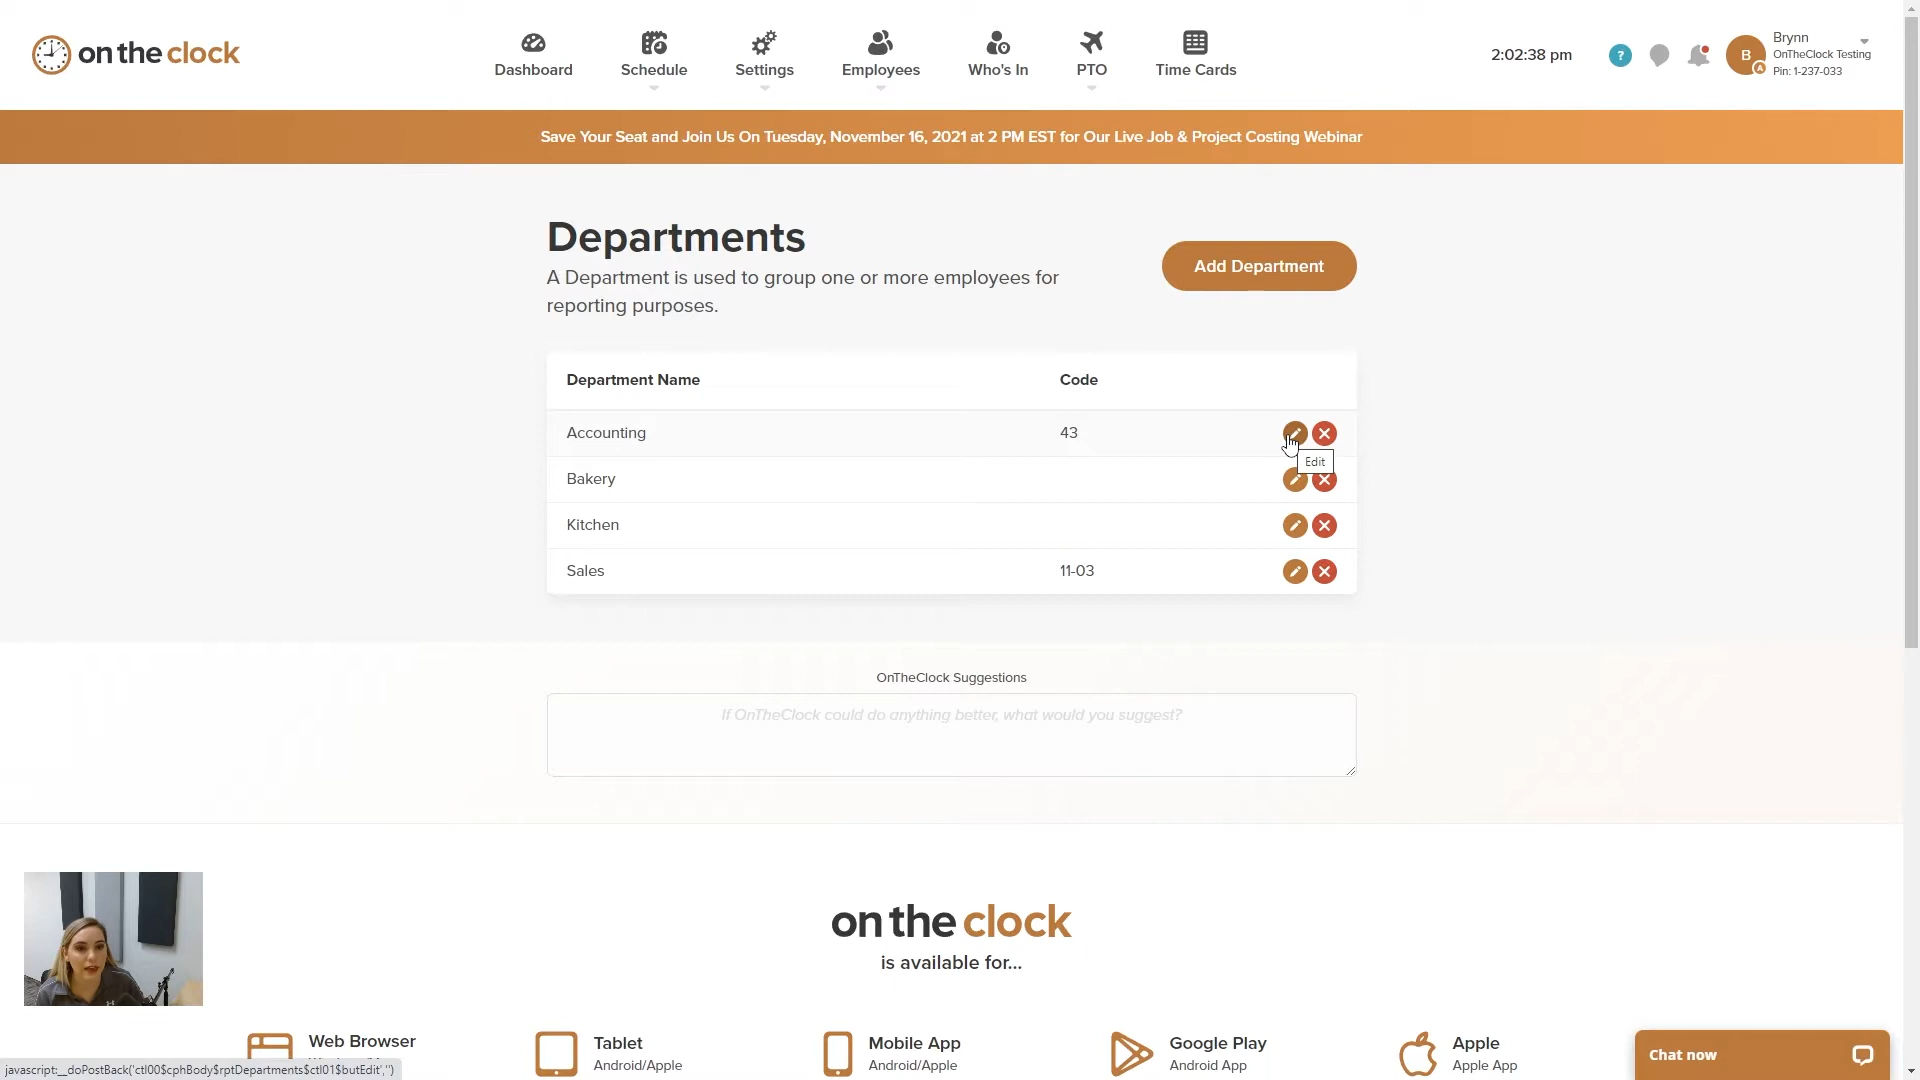 on the clock
Dashboard
Schedule
Settings
Employees
Who's In
PTO
Time Cards
2:02:38 pm
?
B
A
Brynn
OnTheClock Testing
Pin: 1-237-033
Save Your Seat and Join Us On Tuesday, November 16, 2021 at 2 PM EST for Our Live Job & Project Costing Webinar
Departments
A Department is used to group one or more employees for
reporting purposes.
Add Department
Department Name Code
Accounting 43
Edit
Bakery
Kitchen
Sales 11-03
OnTheClock Suggestions
If OnTheClock could do anything better, what would you suggest?
on the clock
is available for...
Web Browser
Tablet
Android/Apple
Mobile App
Android/Apple
Google Play
Android App
Apple
Apple App
Chat now
javascript:__doPostBack('ctl00$cphBody$rptDepartments$ctl01$butEdit','')